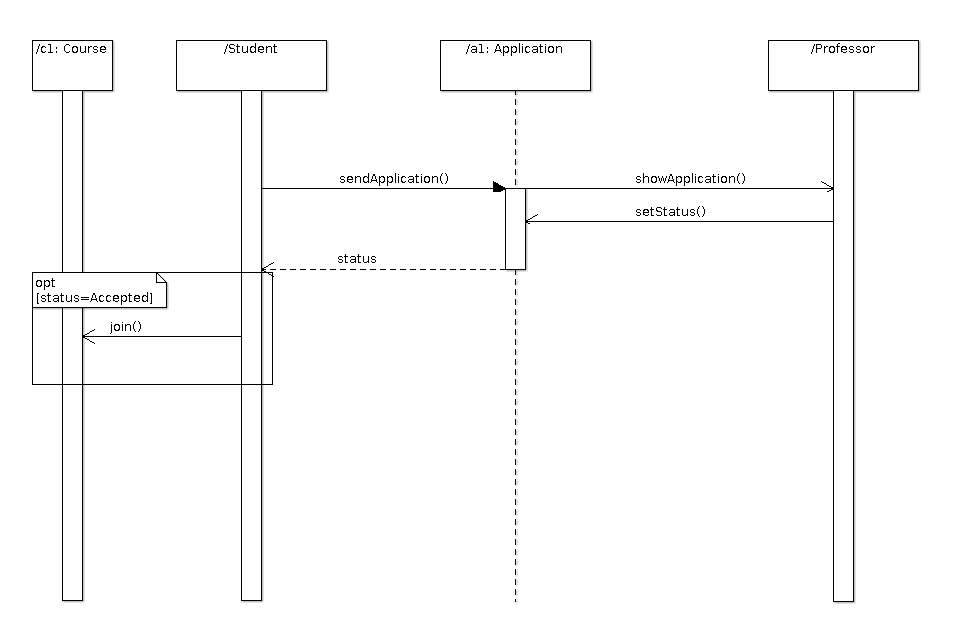 /c1: Course
/Student
/a1: Application
/Professor
sendApplication()
showApplication()
setStatus()
status
opt
[status=Accepted]
join()